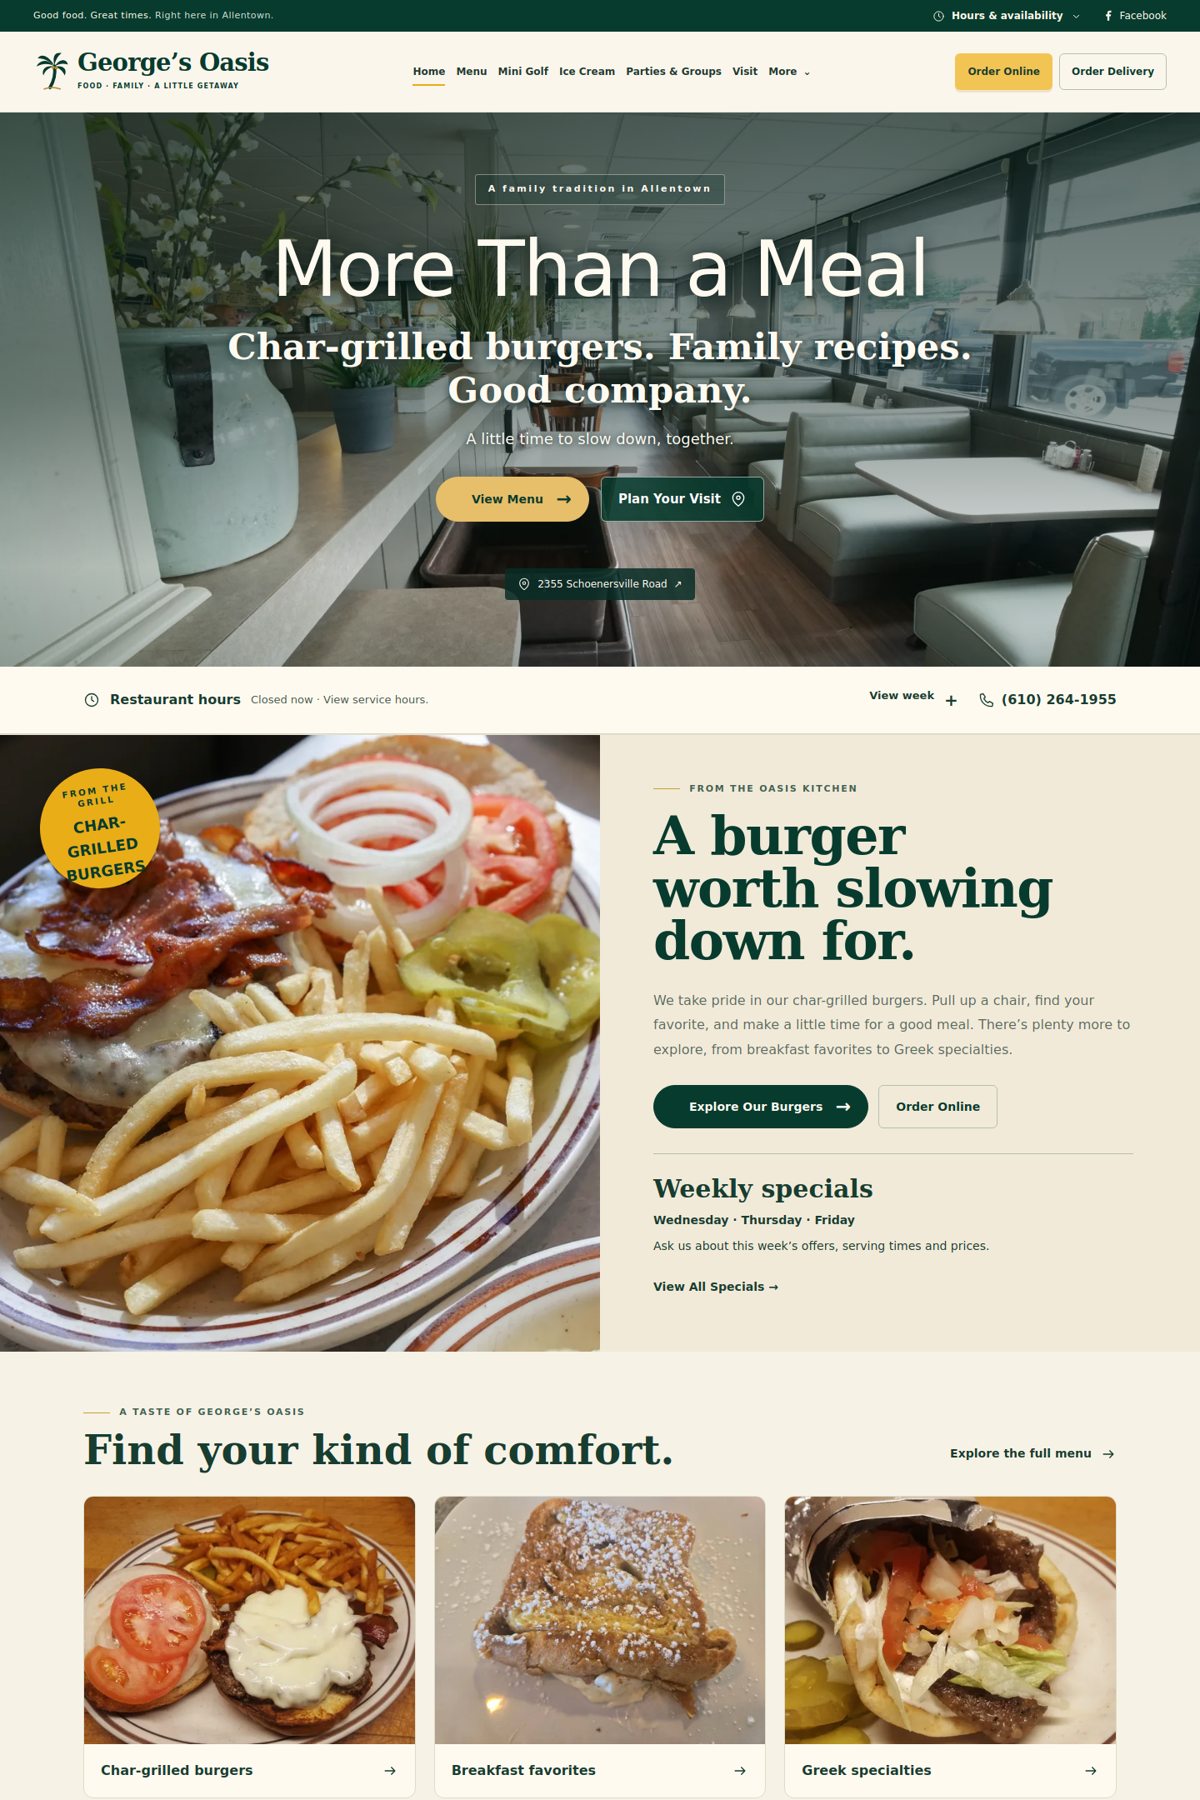 Good food. Great times. Right here in Allentown.
Hours & availability
Facebook
George’s Oasis
FOOD · FAMILY · A LITTLE GETAWAY
Home Menu Mini Golf Ice Cream Parties & Groups Visit More
Order Online
Order Delivery
A family tradition in Allentown
More Than a Meal
Char-grilled burgers. Family recipes.
Good company.
A little time to slow down, together.
View Menu →
Plan Your Visit
2355 Schoenersville Road ↗
Restaurant hours Closed now · View service hours.
View week +
(610) 264-1955
FROM THE
GRILL
CHAR-
GRILLED
BURGERS
FROM THE OASIS KITCHEN
A burger
worth slowing
down for.
We take pride in our char-grilled burgers. Pull up a chair, find your
favorite, and make a little time for a good meal. There’s plenty more to
explore, from breakfast favorites to Greek specialties.
Explore Our Burgers →
Order Online
Weekly specials
Wednesday · Thursday · Friday
Ask us about this week’s offers, serving times and prices.
View All Specials →
A TASTE OF GEORGE’S OASIS
Find your kind of comfort.
Explore the full menu →
Char-grilled burgers →
Breakfast favorites →
Greek specialties →